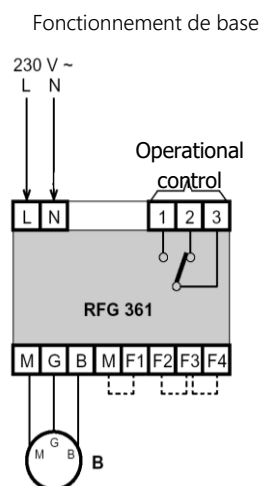 Fonctionnement de base
230 V ~
L N
Operational
control
L N 1 2 3
RFG 361
M G B M F1 F2 F3 F4
M G B
B